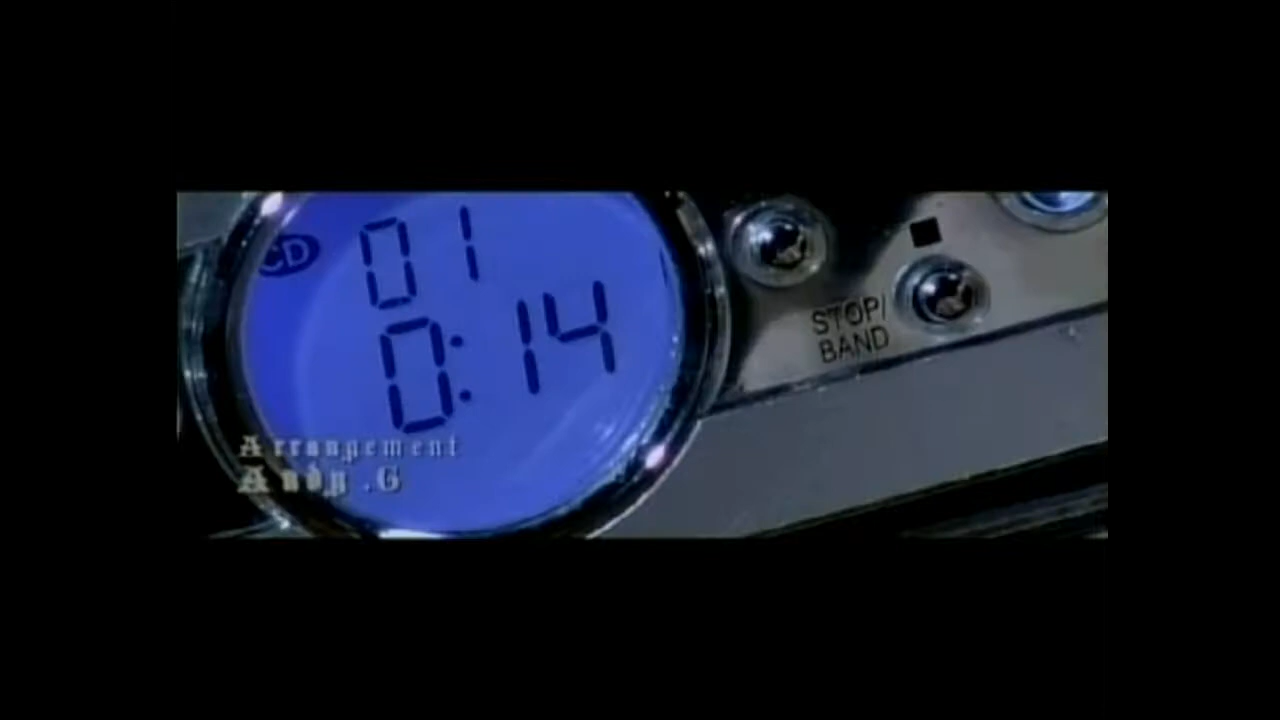 CD
01
0:14
STOP/
BAND
Arrangement
Andy.G